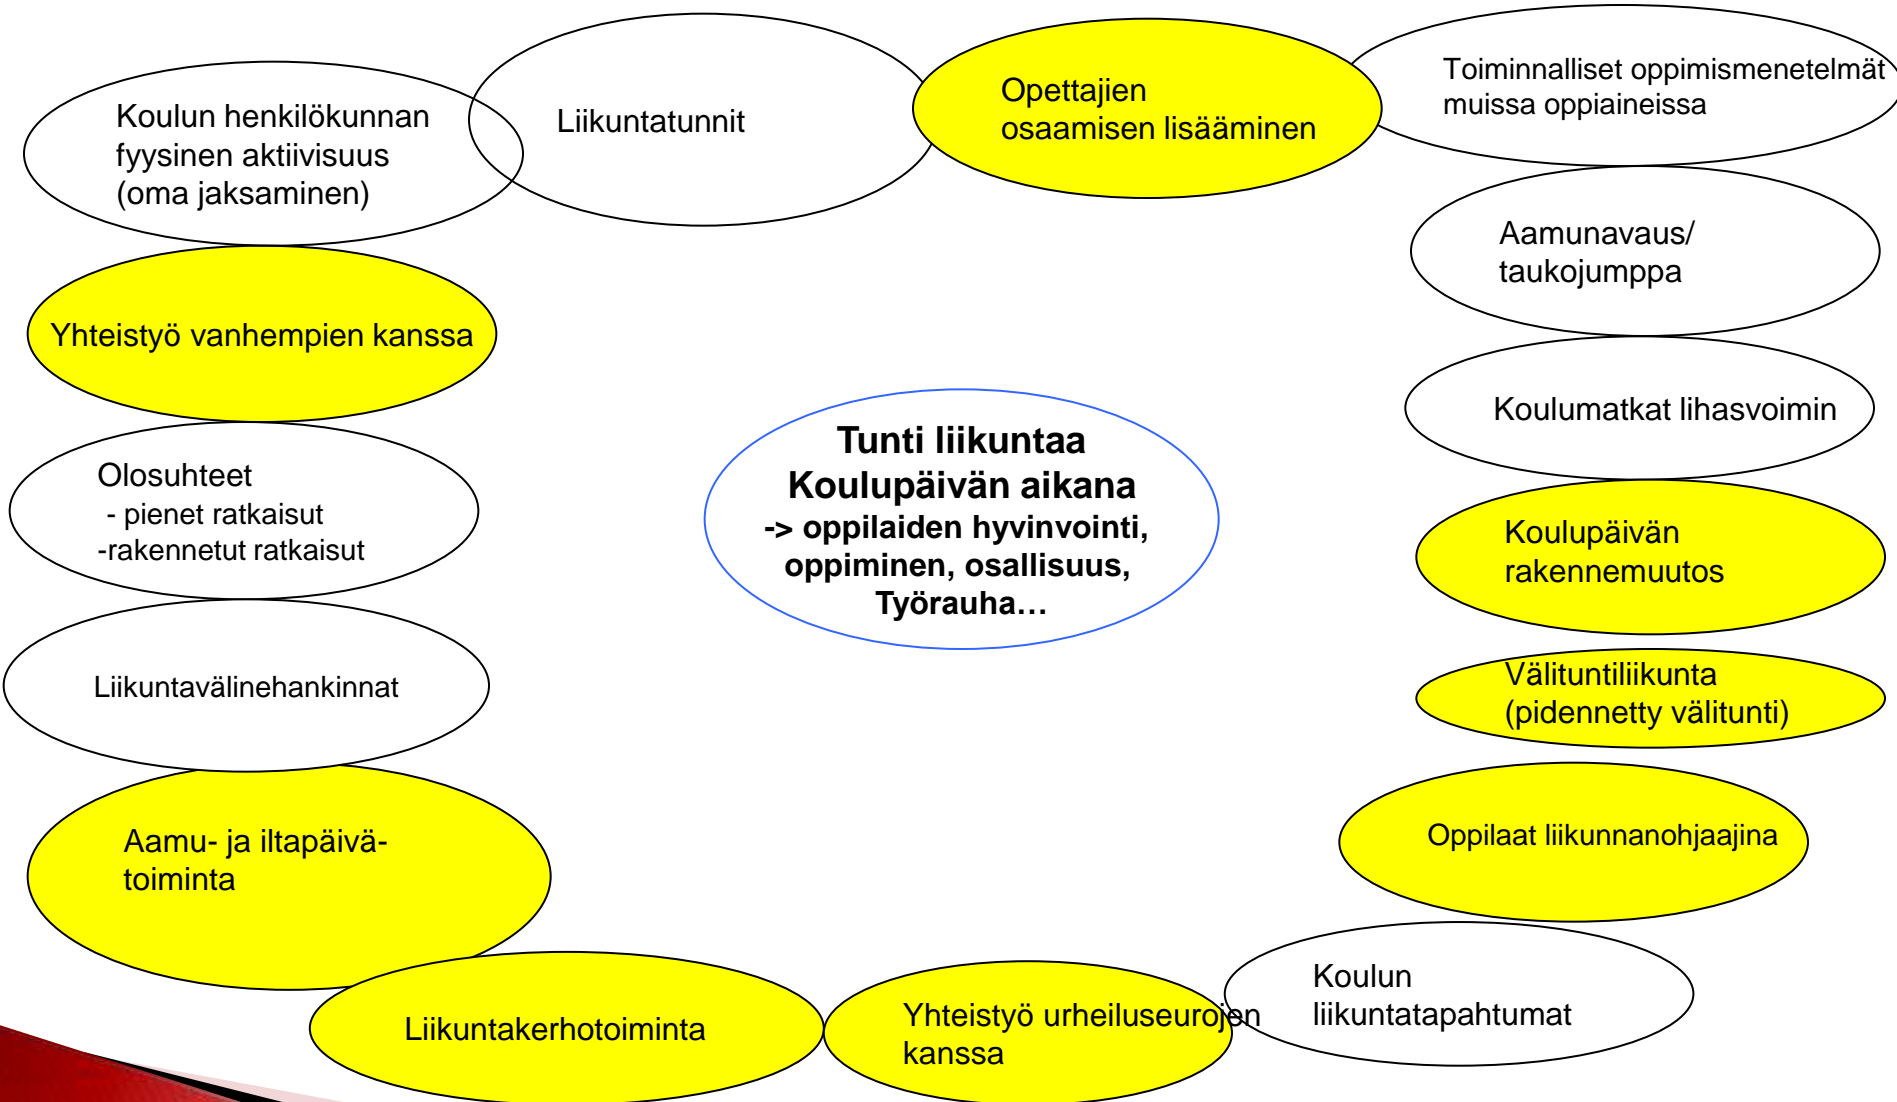 Koulun henkilökunnan
fyysinen aktiivisuus
(oma jaksaminen)
Liikuntatunnit
Opettajien
osaamisen lisääminen
Toiminnalliset oppimismenetelmät
muissa oppiaineissa
Aamunavaus/
taukojumppa
Koulumatkat lihasvoimin
Koulupäivän
rakennemuutos
Välituntiliikunta
(pidennetty välitunti)
Oppilaat liikunnanohjaajina
Koulun
liikuntatapahtumat
Yhteistyö urheiluseurojen
kanssa
Liikuntakerhotoiminta
Aamu- ja iltapäivä-
toiminta
Liikuntavälinehankinnat
Olosuhteet
- pienet ratkaisut
-rakennetut ratkaisut
Yhteistyö vanhempien kanssa
Tunti liikuntaa
Koulupäivän aikana
-> oppilaiden hyvinvointi,
oppiminen, osallisuus,
Työrauha…